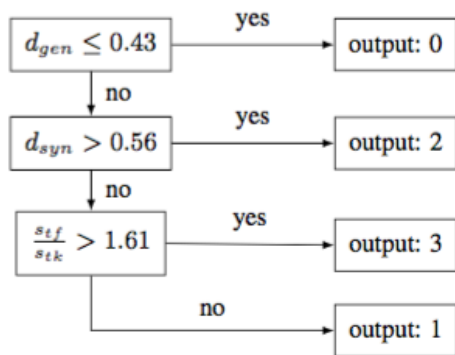 yes
d_gen ≤ 0.43
output: 0
no
yes
d_syn > 0.56
output: 2
no
yes
s_tf/s_tk > 1.61
output: 3
no
output: 1